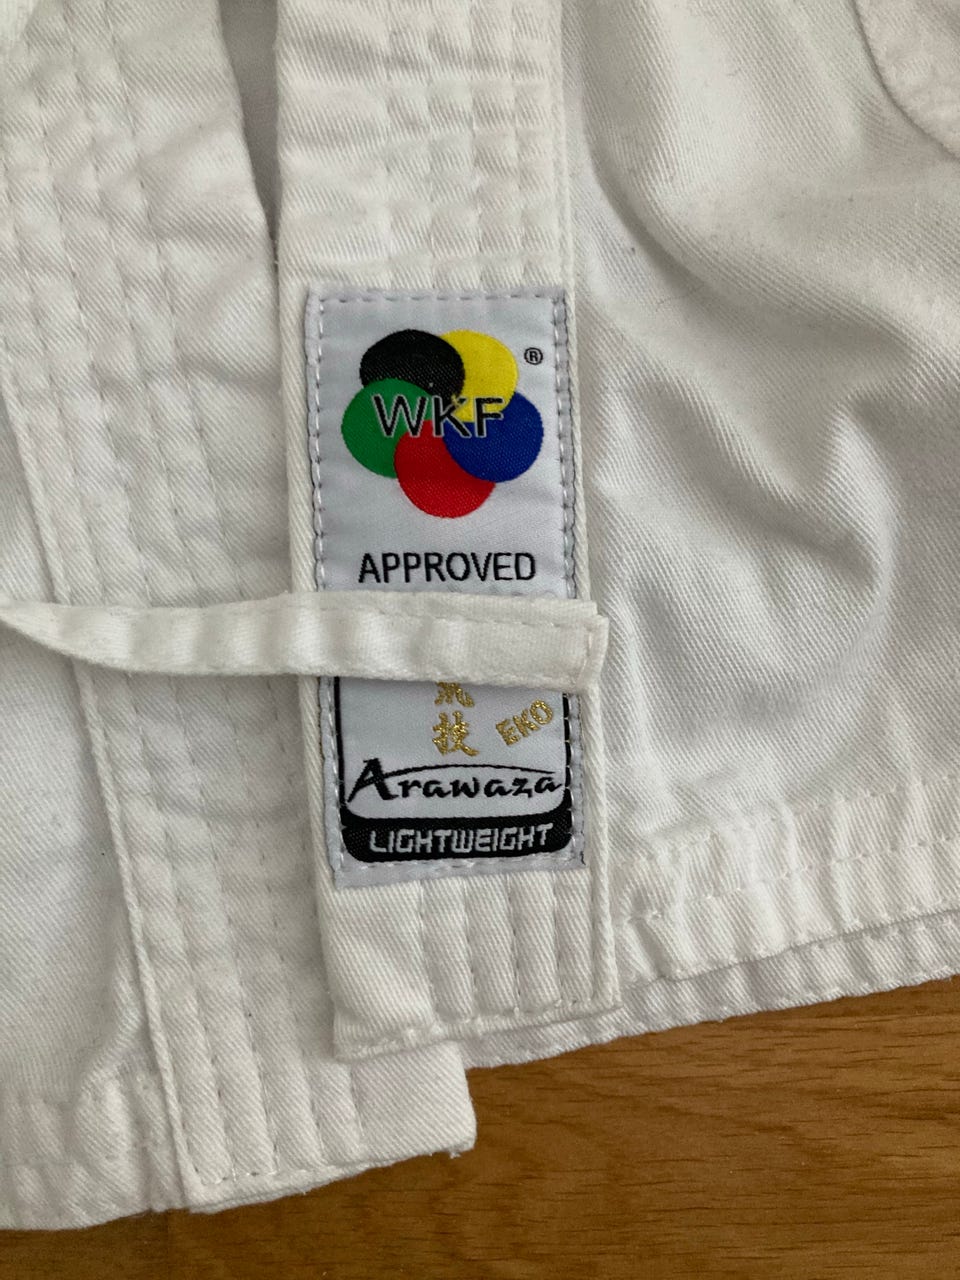 ®
WKF
APPROVED
技
EKO
Arawaza
LIGHTWEIGHT